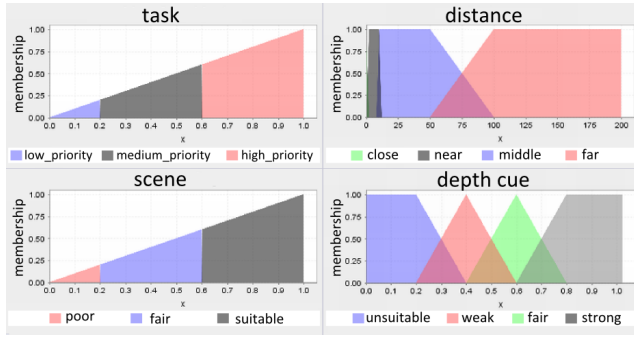 task
membership
1.00
0.75
0.50
0.25
0.00
0.0 0.1 0.2 0.3 0.4 0.5 0.6 0.7 0.8 0.9 1.0
x
low_priority medium_priority high_priority
distance
membership
1.00
0.75
0.50
0.25
0.00
0 25 50 75 100 125 150 175 200
x
close near middle far
scene
membership
1.00
0.75
0.50
0.25
0.00
0.0 0.1 0.2 0.3 0.4 0.5 0.6 0.7 0.8 0.9 1.0
x
poor fair suitable
depth cue
membership
1.00
0.75
0.50
0.25
0.00
0.0 0.1 0.2 0.3 0.4 0.5 0.6 0.7 0.8 0.9 1.0
x
unsuitable weak fair strong